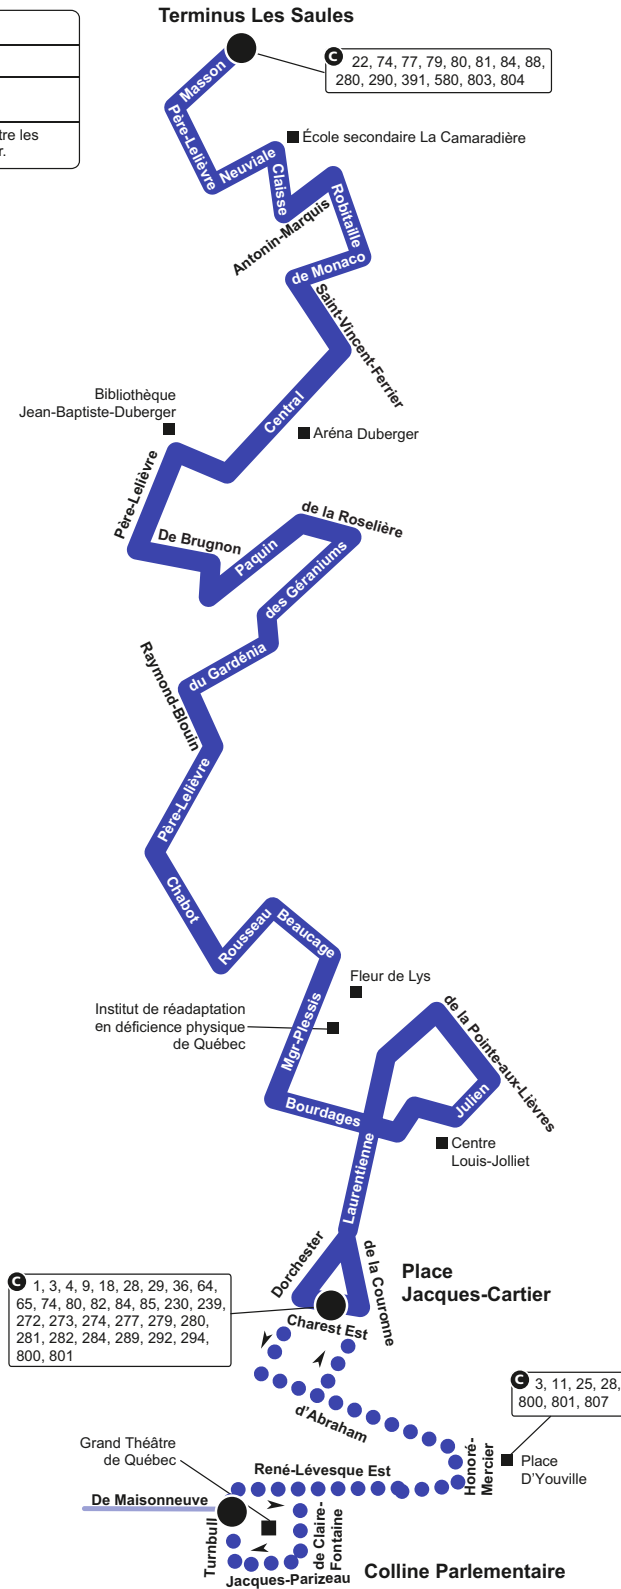 Terminus Les Saules
C 22, 74, 77, 79, 80, 81, 84, 88,
280, 290, 391, 580, 803, 804
tre les
r.
Masson
Père-Lelièvre
École secondaire La Camaradière
Neuviale
Claisse
Antonin-Marquis
Robitaille
de Monaco
Saint-Vincent-Ferrier
Bibliothèque
Jean-Baptiste-Duberger
Central
Aréna Duberger
Père-Lelièvre
De Brugnon
Paquin
de la Roselière
des Géraniums
du Gardénia
Raymond-Blouin
Père-Lelièvre
Chabot
Rousseau
Beaucage
Fleur de Lys
Institut de réadaptation
en déficience physique
de Québec
Mgr-Plessis
de la Pointe-aux-Lièvres
Bourdages
Julien
Centre
Louis-Jolliet
Laurentienne
Dorchester
de la Couronne
Place
Jacques-Cartier
C 1, 3, 4, 9, 18, 28, 29, 36, 64,
65, 74, 80, 82, 84, 85, 230, 239,
272, 273, 274, 277, 279, 280,
281, 282, 284, 289, 292, 294,
800, 801
Charest Est
d'Abraham
C 3, 11, 25, 28,
800, 801, 807
Honoré-
Mercier
Place
D'Youville
Grand Théâtre
de Québec
René-Lévesque Est
De Maisonneuve
Turnbull
de Claire-
Fontaine
Jacques-Parizeau
Colline Parlementaire